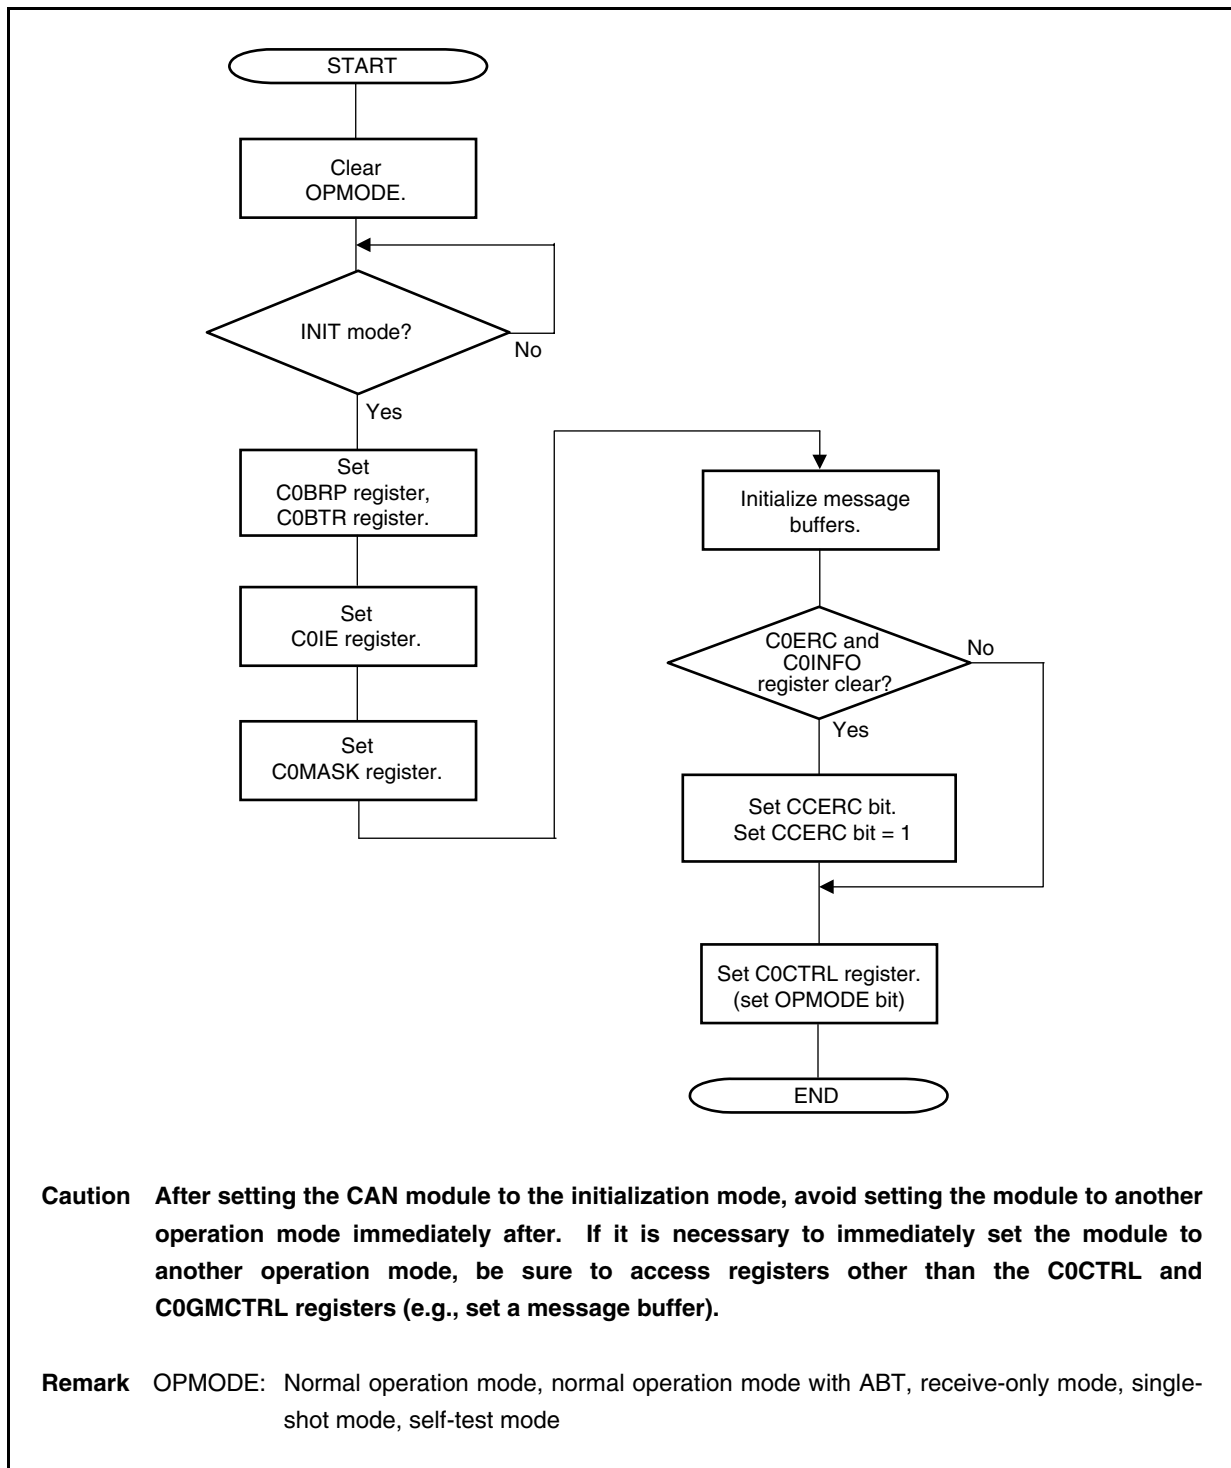 START
Clear
OPMODE.
INIT mode?
No
Yes
Set
C0BRP register,
C0BTR register.
Set
C0IE register.
Set
C0MASK register.
Initialize message
buffers.
C0ERC and
C0INFO
register clear?
No
Yes
Set CCERC bit.
Set CCERC bit = 1
Set C0CTRL register.
(set OPMODE bit)
END
Caution After setting the CAN module to the initialization mode, avoid setting the module to another
operation mode immediately after. If it is necessary to immediately set the module to
another operation mode, be sure to access registers other than the C0CTRL and
C0GMCTRL registers (e.g., set a message buffer).
Remark OPMODE: Normal operation mode, normal operation mode with ABT, receive-only mode, single-
shot mode, self-test mode